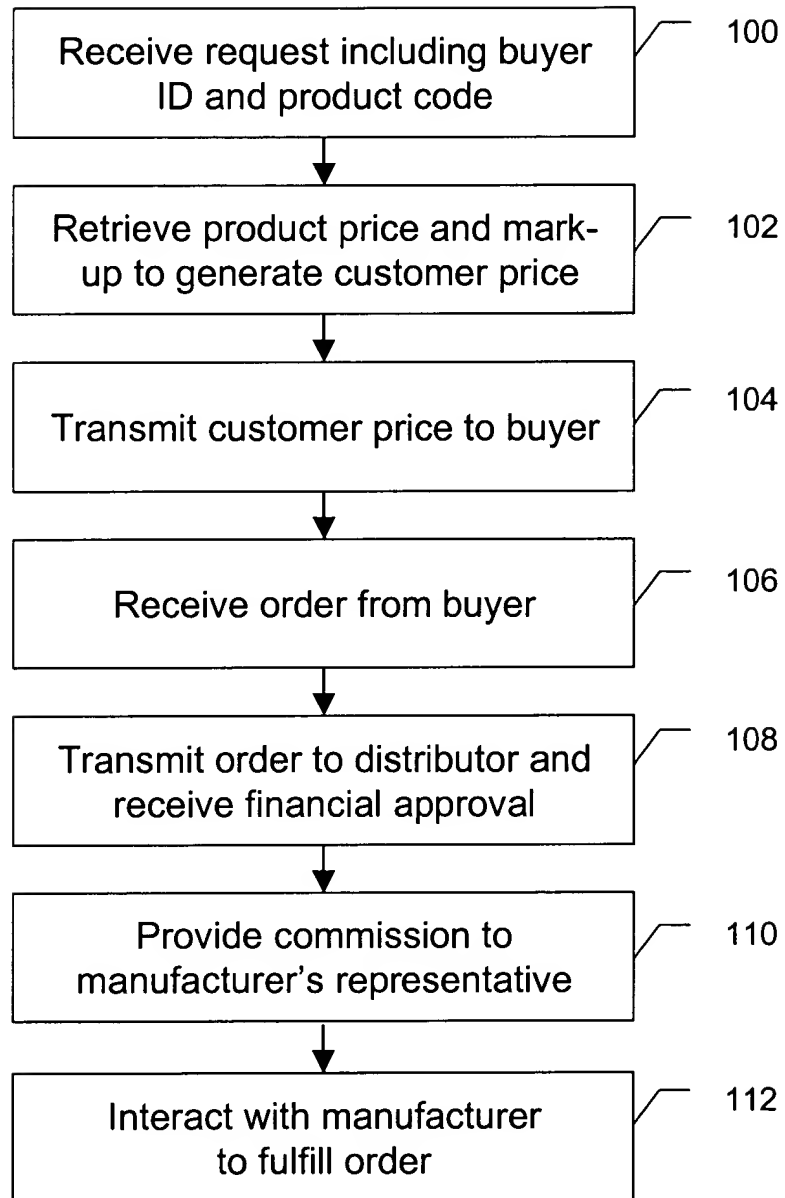 Receive request including buyer
ID and product code
100
Retrieve product price and mark-
up to generate customer price
102
Transmit customer price to buyer
104
Receive order from buyer
106
Transmit order to distributor and
receive financial approval
108
Provide commission to
manufacturer's representative
110
Interact with manufacturer
to fulfill order
112